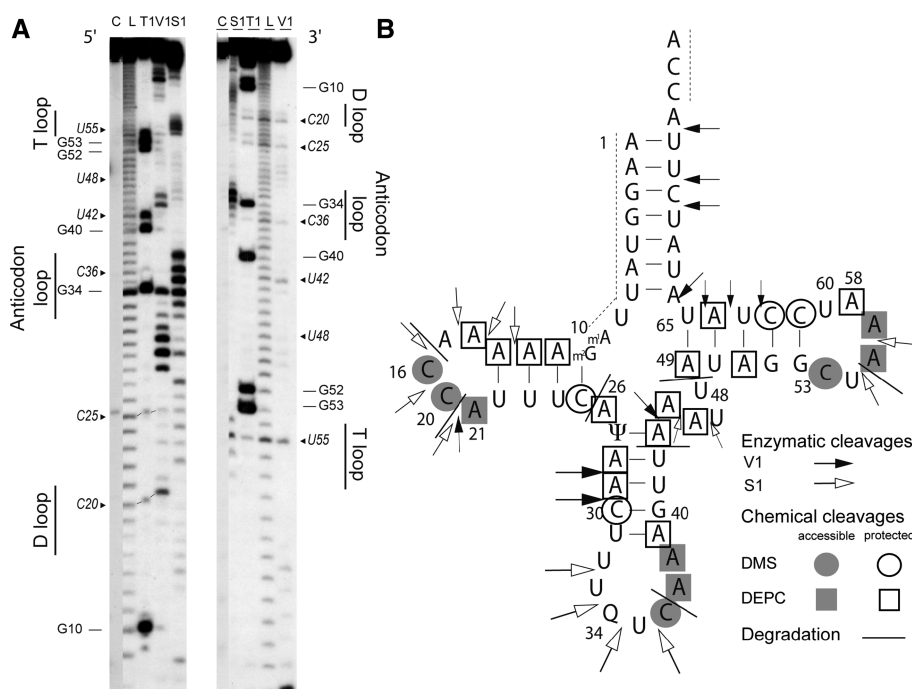 A
5'
C L T1 V1 S1
T loop
U55
G53
G52
U48
U42
G40
Anticodon
loop
C36
G34
C25
C20
D loop
G10
C S1 T1 L V1
3'
G10
D loop
C20
C25
G34
Anticodon
loop
C36
G40
U42
U48
G52
G53
U55
T loop
B
A
C
C
A
1 A U
A U
G C
G U
U A
A U
U A
U
10
m¹A
m²G
A A A A A
16 C
C
20
A
21
U U U C
26
A
65 U A U C C U A
60 58
A
A
49 A U A G G C U
53
U
48
A
A U
Ψ A
A U
A U
30 C G 40
U A
U A
U A
Q U C
34
Enzymatic cleavages
V1
S1
Chemical cleavages
accessible protected
DMS
DEPC
Degradation